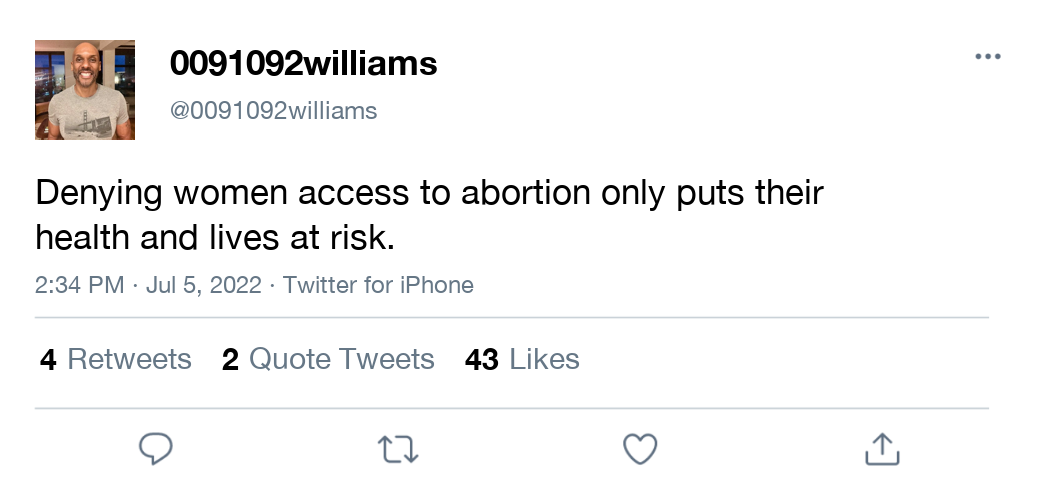 0091092williams
@0091092williams
Denying women access to abortion only puts their
health and lives at risk.
2:34 PM · Jul 5, 2022 · Twitter for iPhone
4 Retweets 2 Quote Tweets 43 Likes